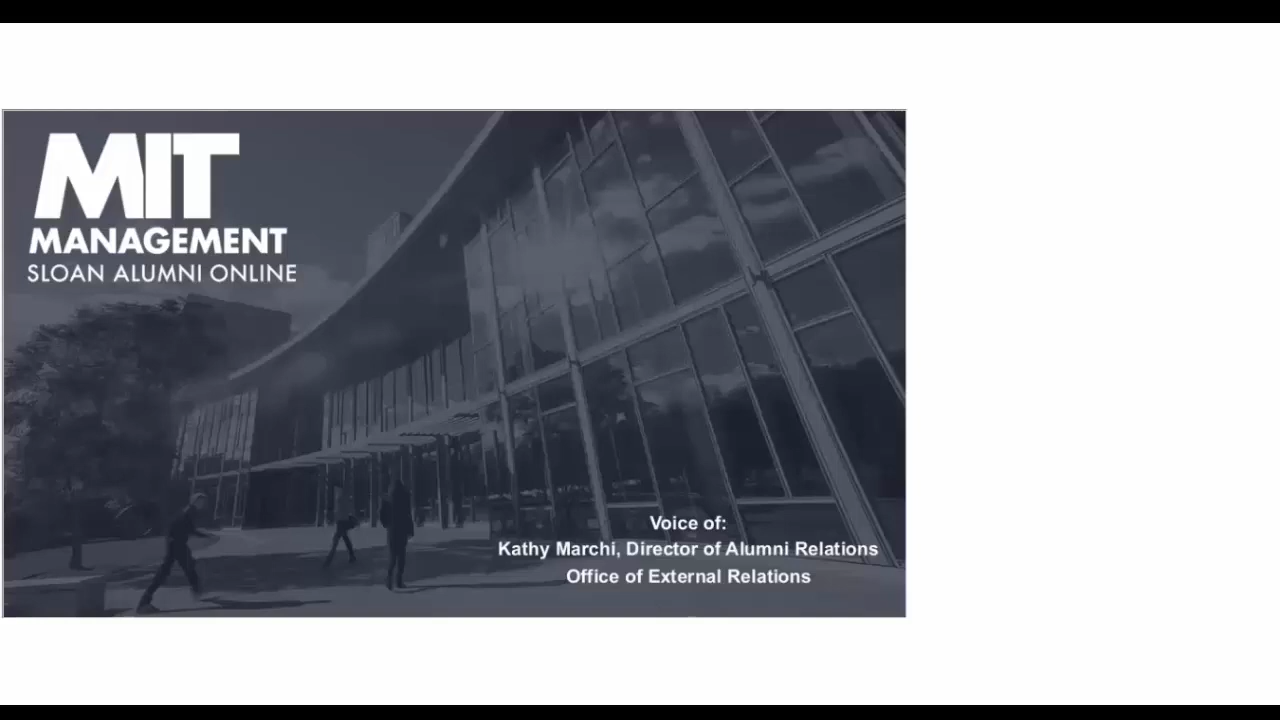 MIT
MANAGEMENT
SLOAN ALUMNI ONLINE
Voice of:
Kathy Marchi, Director of Alumni Relations
Office of External Relations